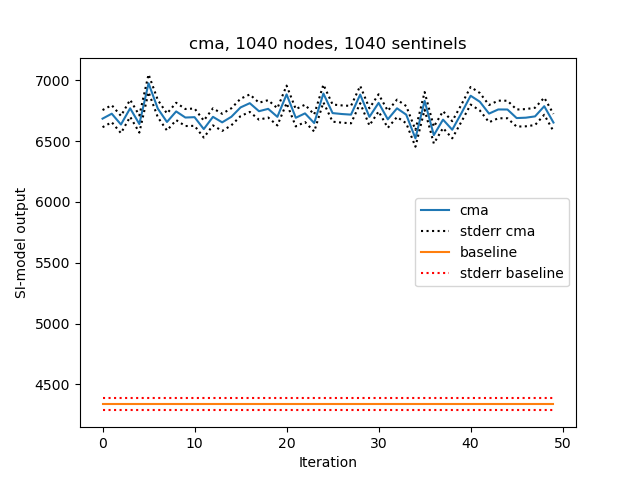 cma, 1040 nodes, 1040 sentinels
7000
6500
6000
5500
5000
4500
SI-model output
cma
stderr cma
baseline
stderr baseline
0 10 20 30 40 50
Iteration